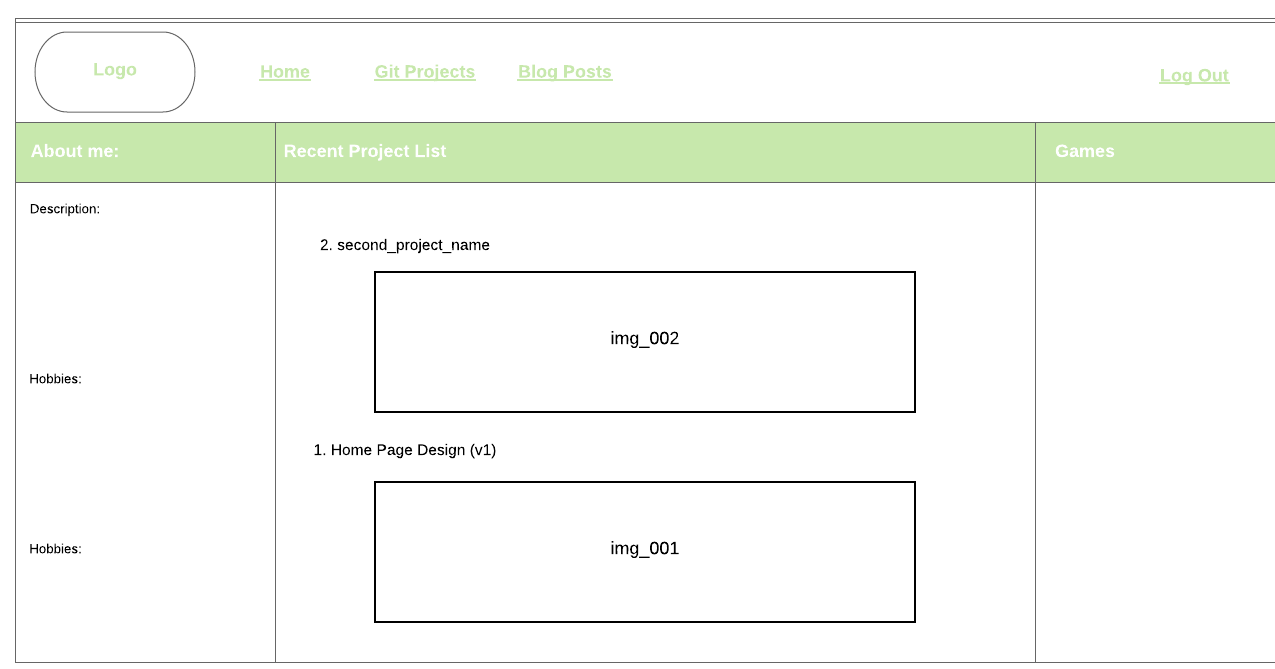 Logo
Home
Git Projects
Blog Posts
Log Out
About me:
Recent Project List
Games
Description:
2. second_project_name
img_002
Hobbies:
1. Home Page Design (v1)
img_001
Hobbies: